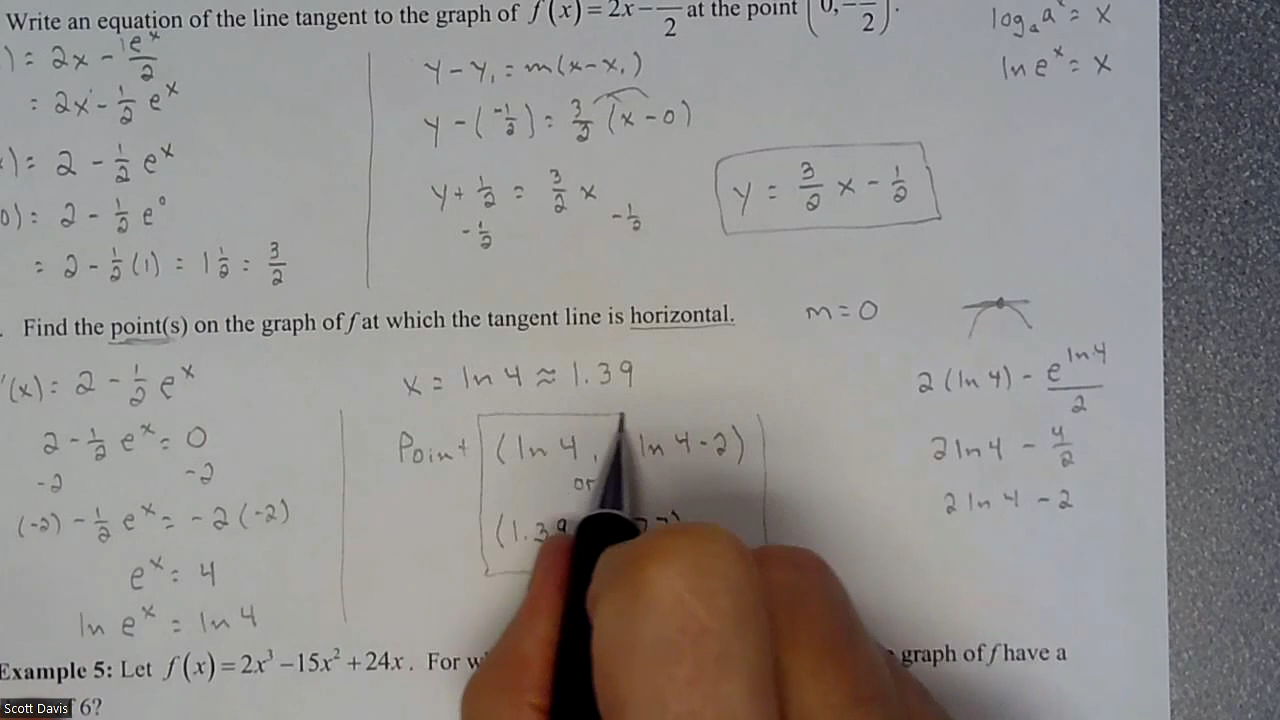 Write an equation of the line tangent to the graph of f(x) = 2x − /2 at the point (0, − /2).
) = 2x - 1e^x/2
= 2x - 1/2 e^x
) = 2 - 1/2 e^x
0) = 2 - 1/2 e^0
= 2 - 1/2 (1) = 1 1/2 = 3/2
y - y₁ = m(x - x₁)
y - (-1/2) = 3/2 (x - 0)
y + 1/2 = 3/2 x
- 1/2 - 1/2
y = 3/2 x - 1/2
log_a a^x = x
ln e^x = x
. Find the point(s) on the graph of f at which the tangent line is horizontal.
m = 0
'(x) = 2 - 1/2 e^x
2 - 1/2 e^x = 0
-2 -2
(-2) - 1/2 e^x = -2 (-2)
e^x = 4
ln e^x = ln 4
x = ln 4 ≈ 1.39
Point (ln 4, ln 4 - 2)
or
(1.39
2 (ln 4) - e^ln 4/2
2 ln 4 - 4/2
2 ln 4 - 2
Example 5: Let f(x) = 2x³ − 15x² + 24x. For graph of f have a
6?
Scott Davis